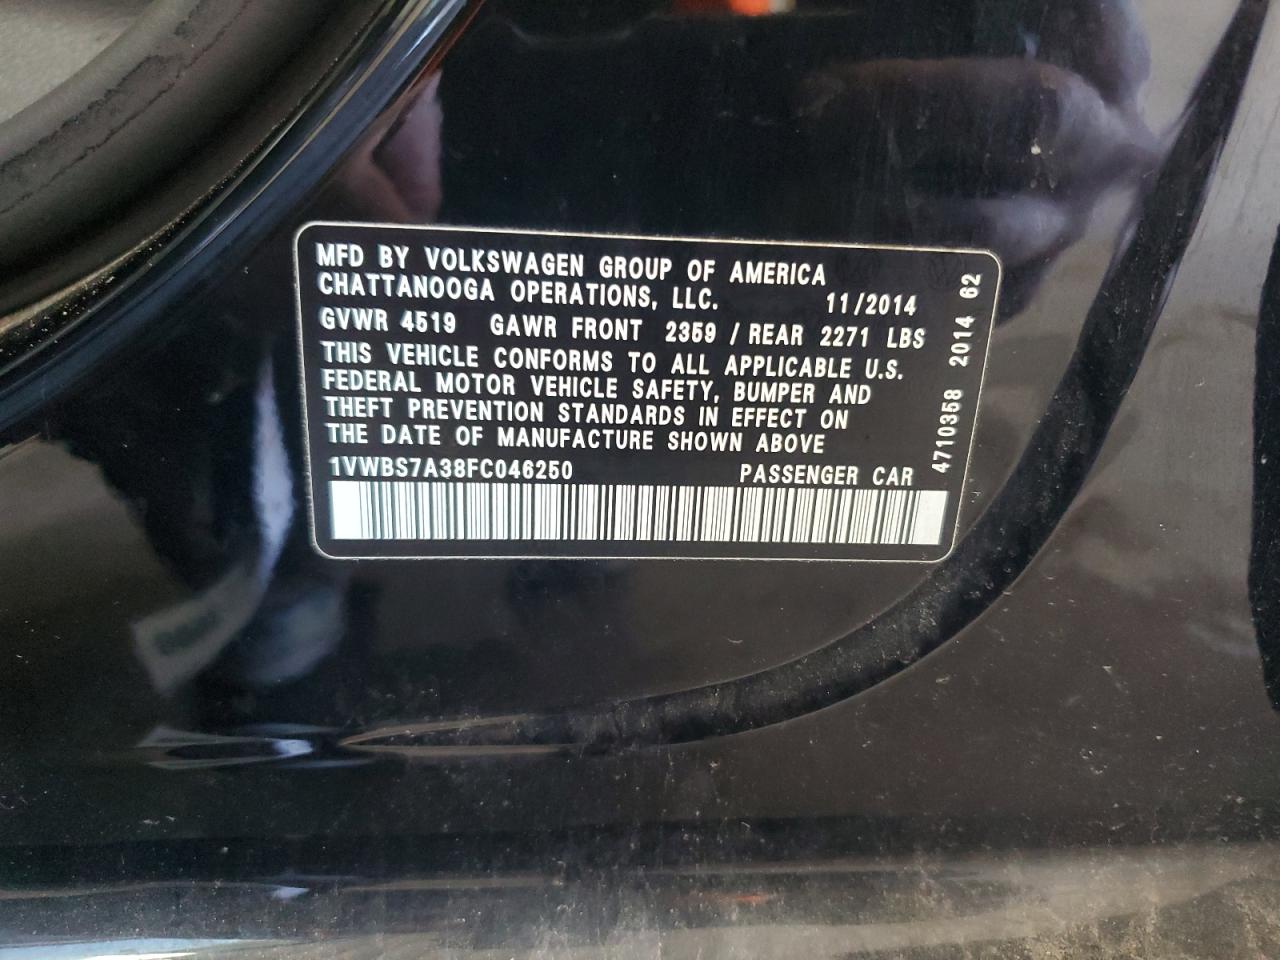 MFD BY VOLKSWAGEN GROUP OF AMERICA
CHATTANOOGA OPERATIONS, LLC. 11/2014
GVWR 4519 GAWR FRONT 2359 / REAR 2271 LBS
THIS VEHICLE CONFORMS TO ALL APPLICABLE U.S.
FEDERAL MOTOR VEHICLE SAFETY, BUMPER AND
THEFT PREVENTION STANDARDS IN EFFECT ON
THE DATE OF MANUFACTURE SHOWN ABOVE
1VWBS7A38FC046250 PASSENGER CAR
4710358 2014 62